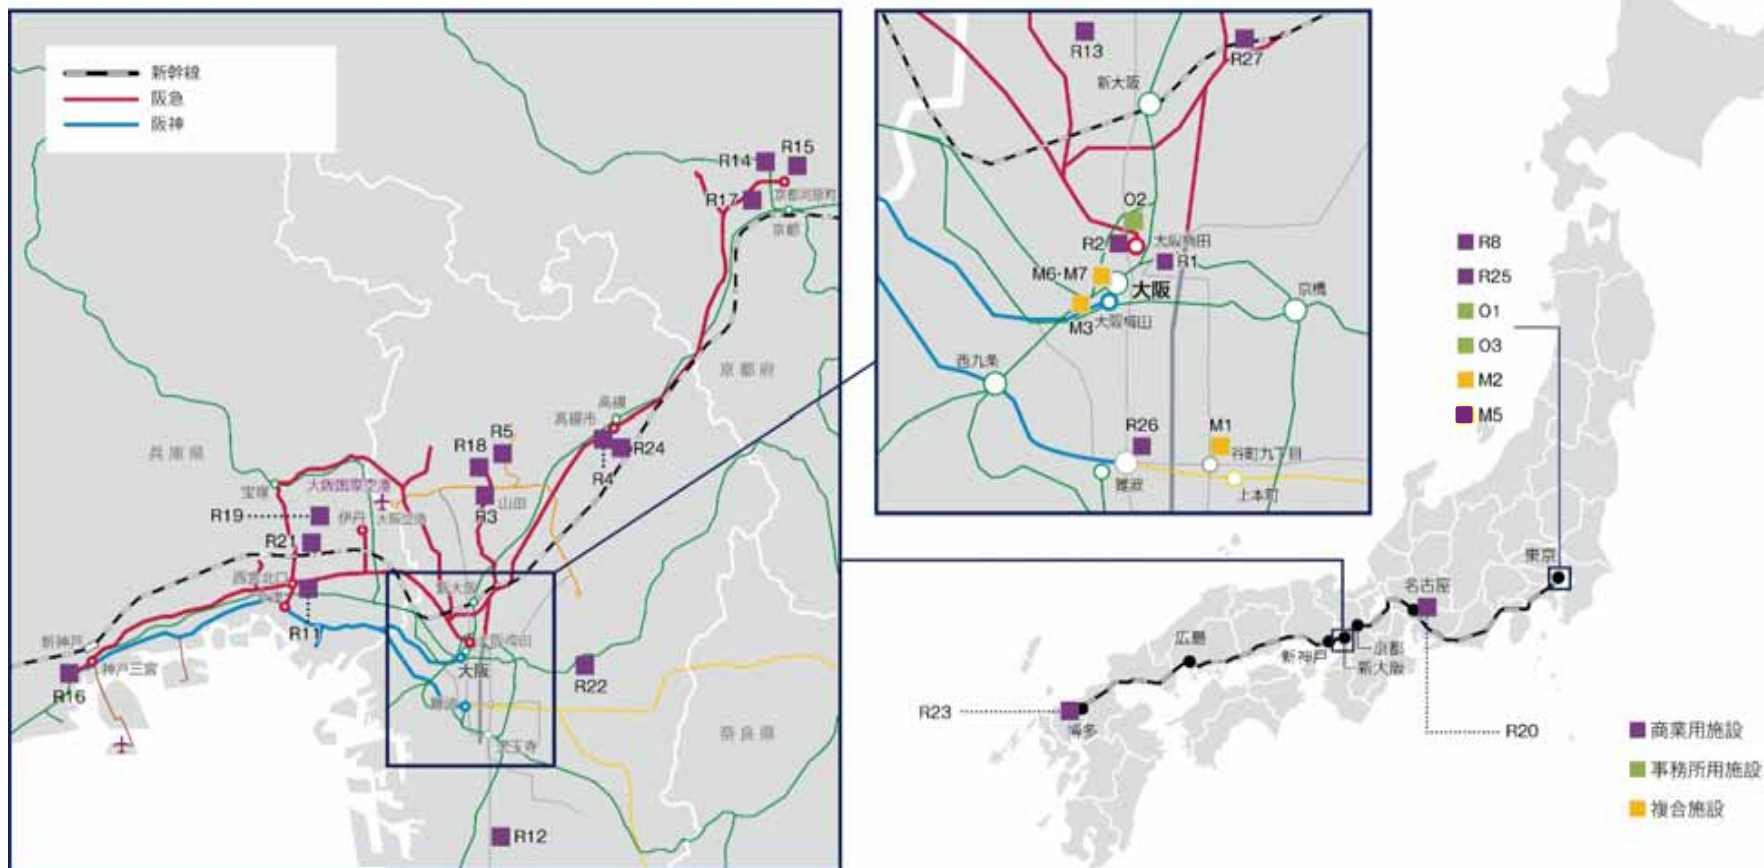 新幹線
阪急
阪神
R14
R15
R17
京都河原町
京都
京都府
兵庫県
高槻
高槻市
R5
R18
R24
R4
山田
R3
宝塚
大阪国際空港
伊丹
大阪空港
R19
R21
西宮北口
R11
新大阪
大阪梅田
大阪
新神戸
神戸三宮
R16
R22
難波
天王寺
奈良県
R12
R13
R27
新大阪
O2
R2
大阪梅田
R1
M6・M7
大阪
M3
大阪梅田
京橋
西九条
R26
M1
谷町九丁目
難波
上本町
R8
R25
O1
O3
M2
M5
東京
名古屋
広島
新神戸
京都
新大阪
R23
博多
R20
商業用施設
事務所用施設
複合施設